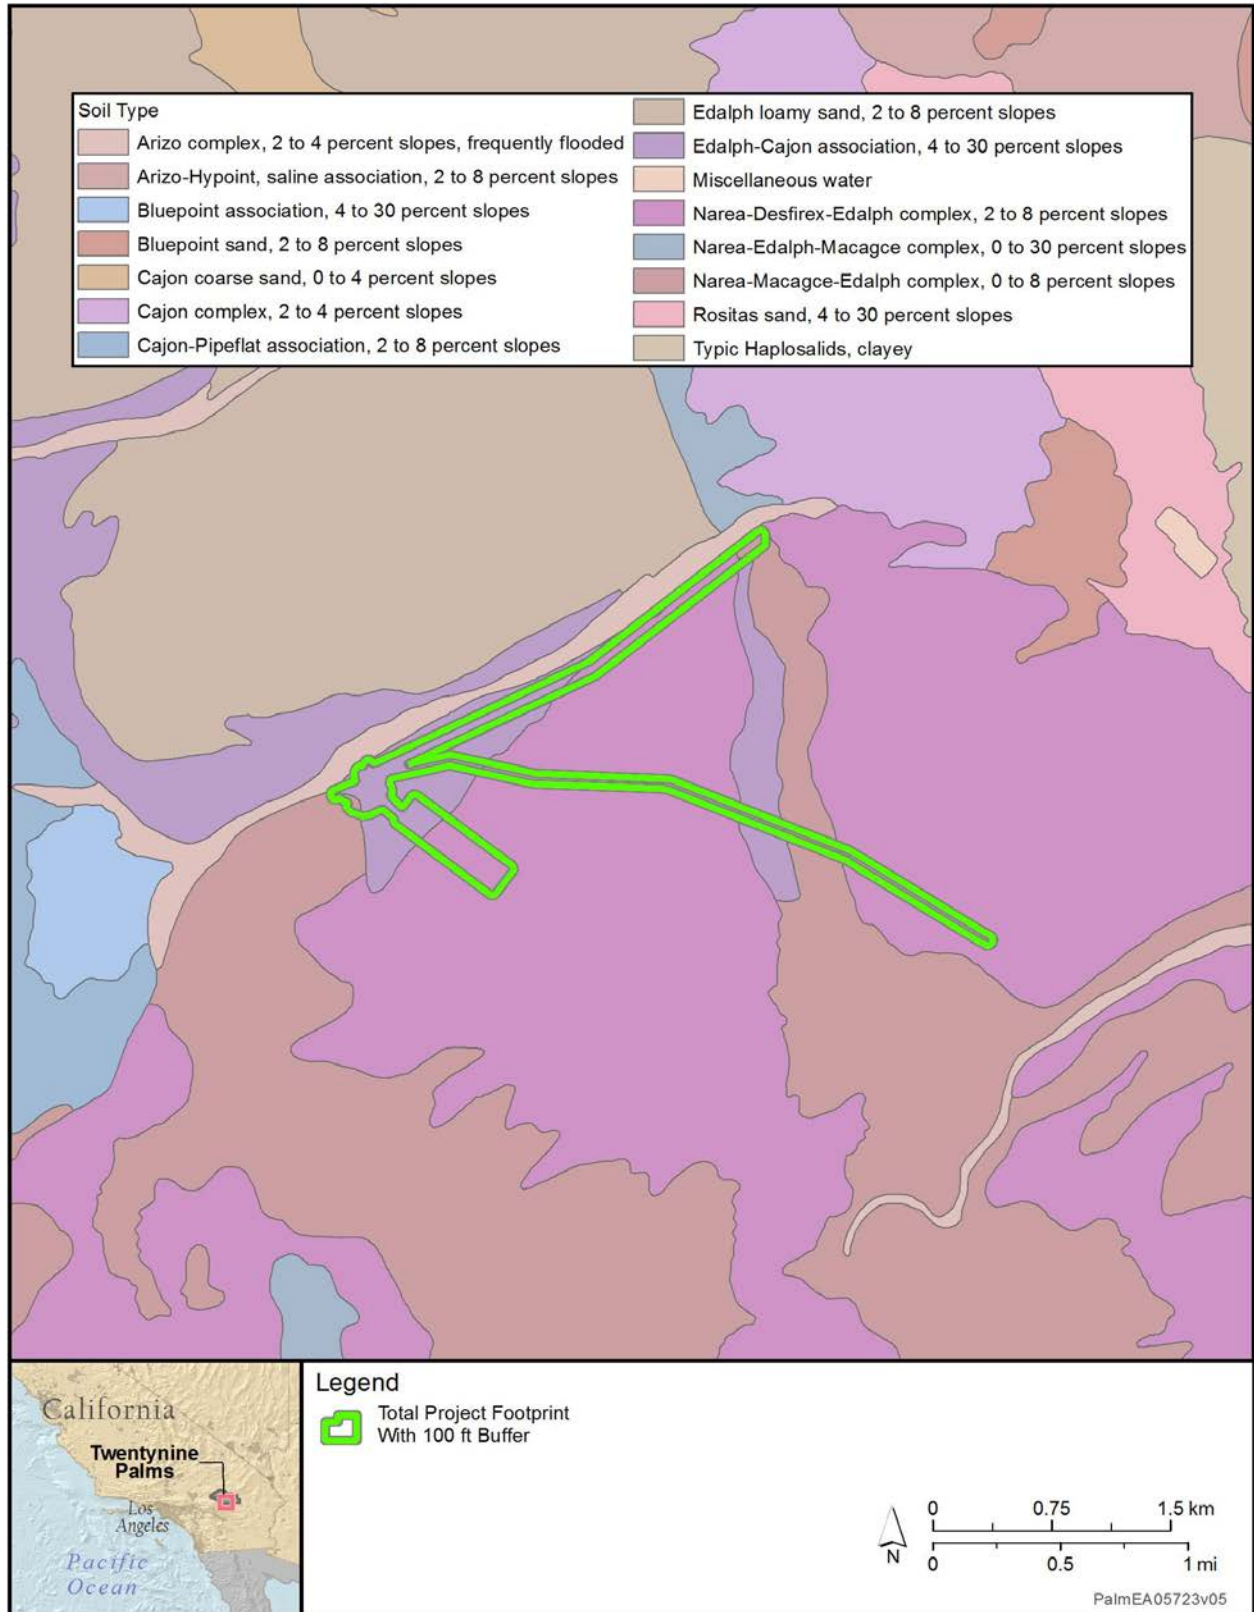 Soil Type
Arizo complex, 2 to 4 percent slopes, frequently flooded
Arizo-Hypoint, saline association, 2 to 8 percent slopes
Bluepoint association, 4 to 30 percent slopes
Bluepoint sand, 2 to 8 percent slopes
Cajon coarse sand, 0 to 4 percent slopes
Cajon complex, 2 to 4 percent slopes
Cajon-Pipeflat association, 2 to 8 percent slopes
Edalph loamy sand, 2 to 8 percent slopes
Edalph-Cajon association, 4 to 30 percent slopes
Miscellaneous water
Narea-Desfirex-Edalph complex, 2 to 8 percent slopes
Narea-Edalph-Macagce complex, 0 to 30 percent slopes
Narea-Macagce-Edalph complex, 0 to 8 percent slopes
Rositas sand, 4 to 30 percent slopes
Typic Haplosalids, clayey
California
Twentynine
Palms
Los
Angeles
Pacific
Ocean
Legend
Total Project Footprint
With 100 ft Buffer
N
0 0.75 1.5 km
0 0.5 1 mi
PalmEA05723v05